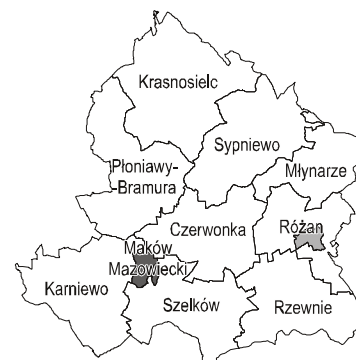 Krasnosielc
Sypniewo
Młynarze
Płoniawy-
Bramura
Różan
Czerwonka
Maków
Mazowiecki
Karniewo
Szelków
Rzewnie